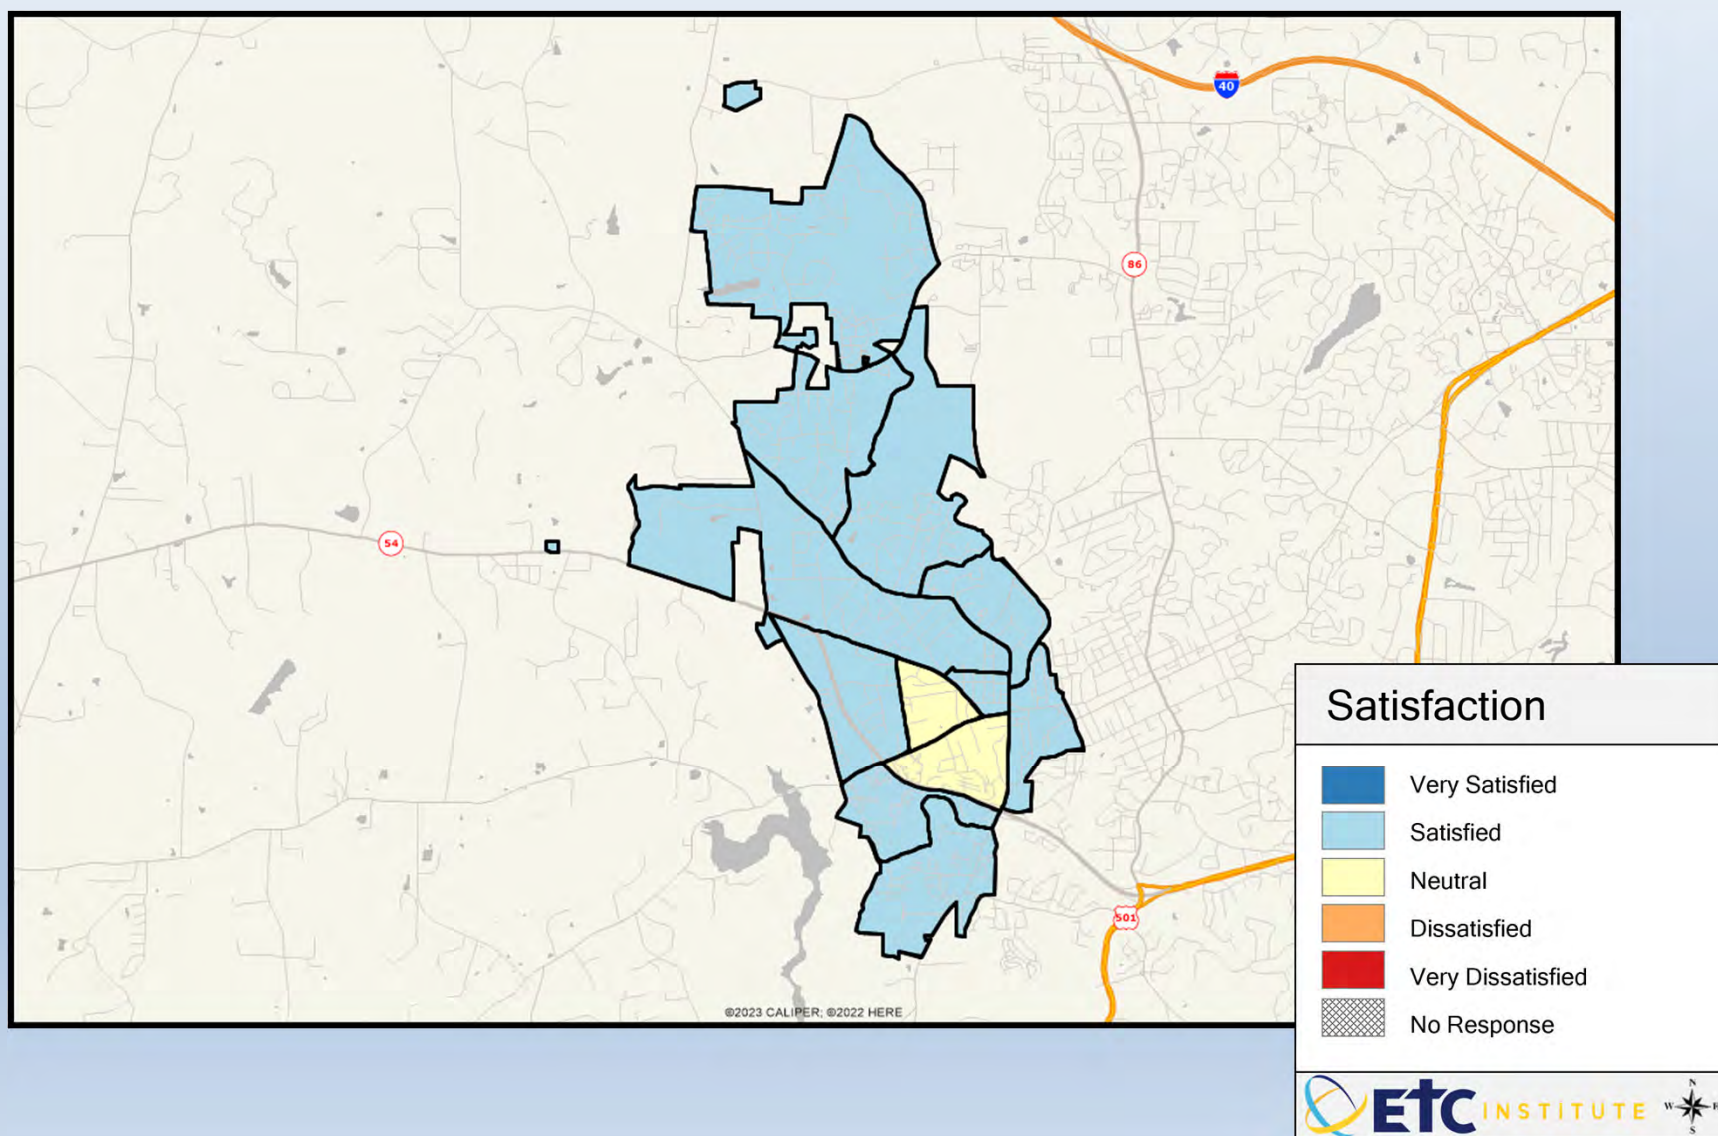 40
86
54
501
©2023 CALIPER; ©2022 HERE
Satisfaction
Very Satisfied
Satisfied
Neutral
Dissatisfied
Very Dissatisfied
No Response
ETC INSTITUTE
N
W E
S